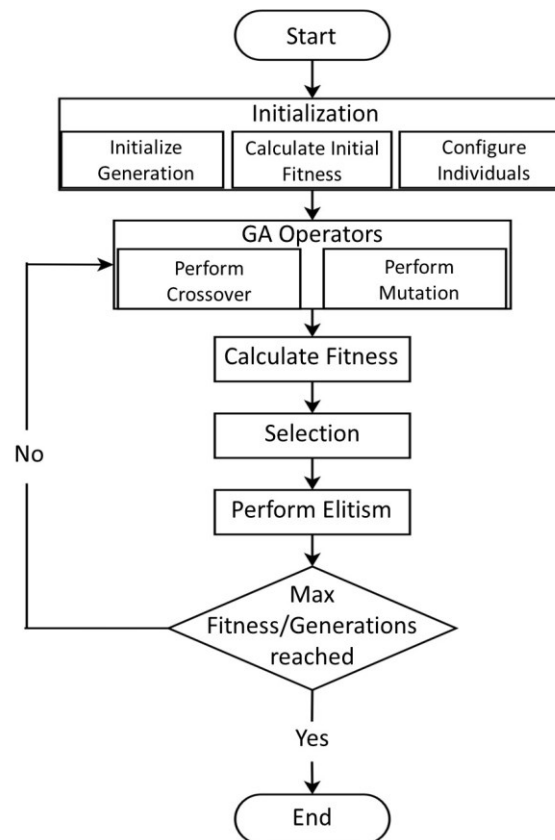 Start
Initialization
Initialize
Generation
Calculate Initial
Fitness
Configure
Individuals
GA Operators
Perform
Crossover
Perform
Mutation
Calculate Fitness
Selection
No
Perform Elitism
Max
Fitness/Generations
reached
Yes
End